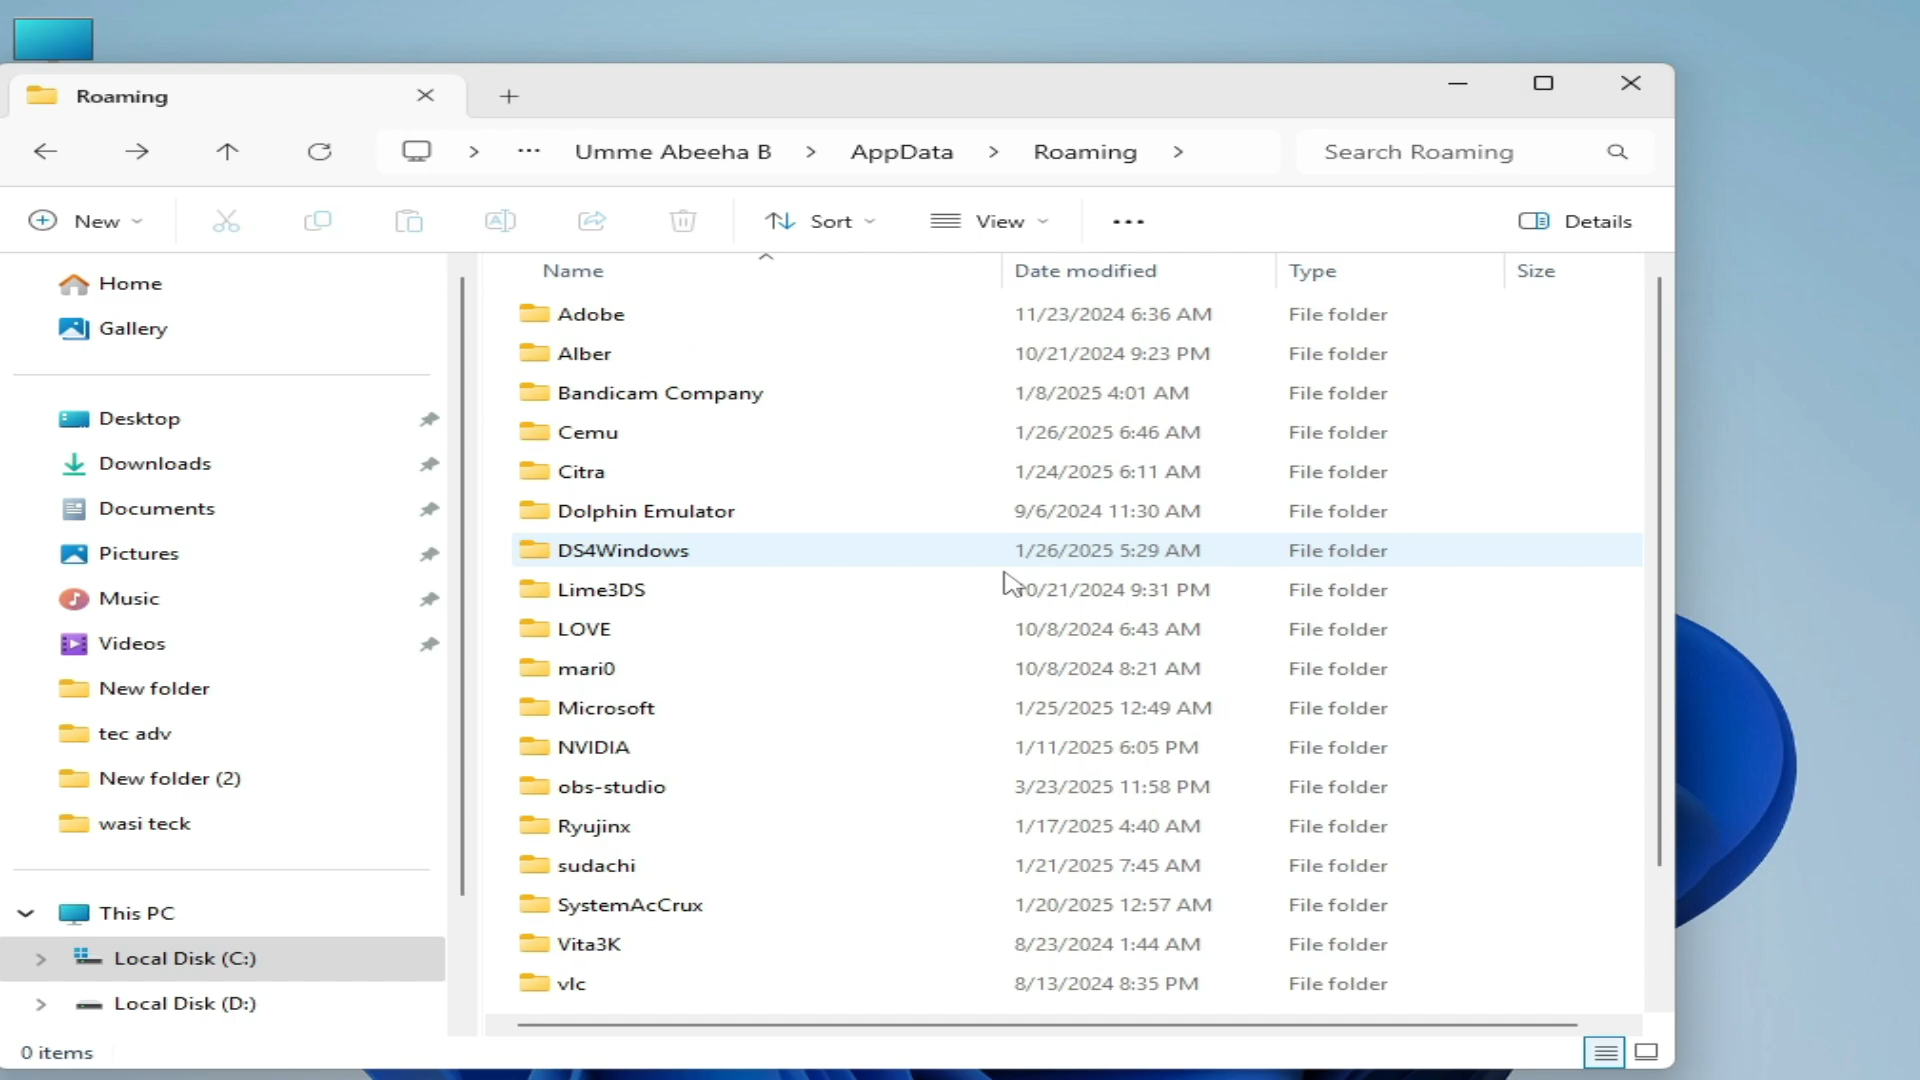 Roaming
Umme Abeeha B > AppData > Roaming >
Search Roaming
New
Sort
View
Details
Home
Gallery
Desktop
Downloads
Documents
Pictures
Music
Videos
New folder
tec adv
New folder (2)
wasi teck
This PC
Local Disk (C:)
Local Disk (D:)
Name Date modified Type Size
Adobe 11/23/2024 6:36 AM File folder
Alber 10/21/2024 9:23 PM File folder
Bandicam Company 1/8/2025 4:01 AM File folder
Cemu 1/26/2025 6:46 AM File folder
Citra 1/24/2025 6:11 AM File folder
Dolphin Emulator 9/6/2024 11:30 AM File folder
DS4Windows 1/26/2025 5:29 AM File folder
Lime3DS 10/21/2024 9:31 PM File folder
LOVE 10/8/2024 6:43 AM File folder
mari0 10/8/2024 8:21 AM File folder
Microsoft 1/25/2025 12:49 AM File folder
NVIDIA 1/11/2025 6:05 PM File folder
obs-studio 3/23/2025 11:58 PM File folder
Ryujinx 1/17/2025 4:40 AM File folder
sudachi 1/21/2025 7:45 AM File folder
SystemAcCrux 1/20/2025 12:57 AM File folder
Vita3K 8/23/2024 1:44 AM File folder
vlc 8/13/2024 8:35 PM File folder
0 items